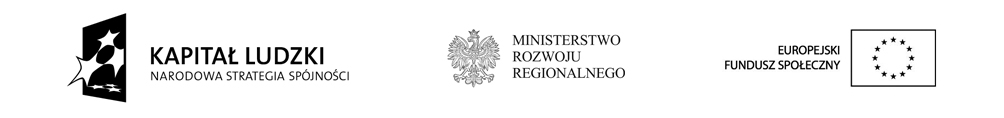 KAPITAŁ LUDZKI
NARODOWA STRATEGIA SPÓJNOŚCI
MINISTERSTWO
ROZWOJU
REGIONALNEGO
EUROPEJSKI
FUNDUSZ SPOŁECZNY